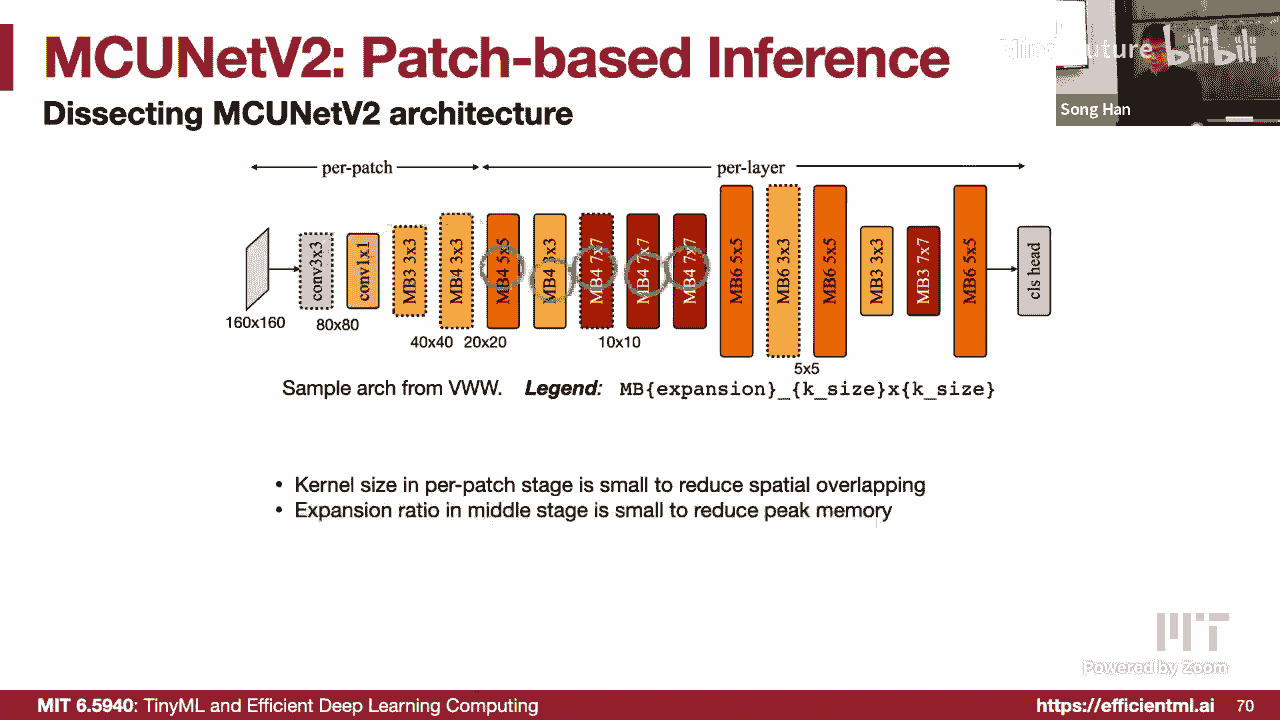 MCUNetV2: Patch-based Inference
bilibili
Song Han
Dissecting MCUNetV2 architecture
per-patch
per-layer
conv3x3
conv1x1
MB3 3x3
MB4 3x3
MB4 5x5
MB4 3x3
MB4 7x7
MB4 7x7
MB4 7x7
MB6 5x5
MB6 3x3
MB6 5x5
MB3 3x3
MB3 7x7
MB6 5x5
cls head
160x160
80x80
40x40
20x20
10x10
5x5
Sample arch from VWW. Legend: MB{expansion}_{k_size}x{k_size}
• Kernel size in per-patch stage is small to reduce spatial overlapping
• Expansion ratio in middle stage is small to reduce peak memory
MIT
Powered by Zoom
MIT 6.5940: TinyML and Efficient Deep Learning Computing
https://efficientml.ai
70